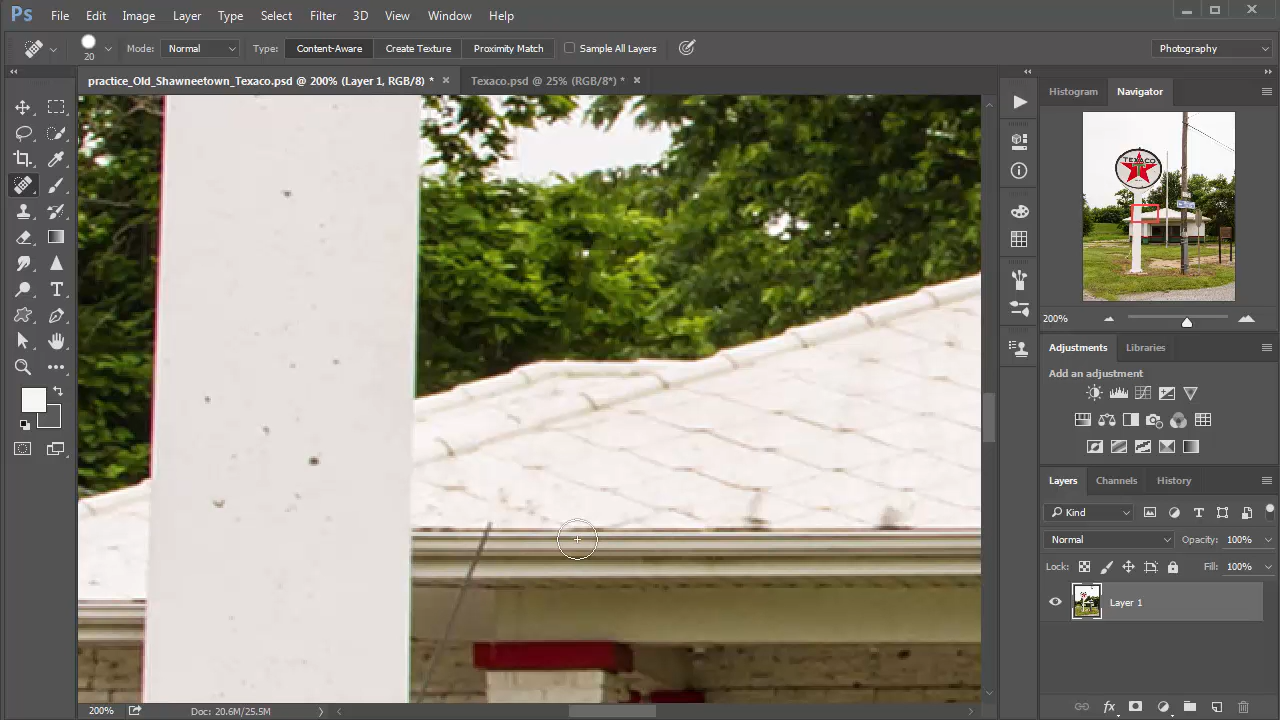 Ps File Edit Image Layer Type Select Filter 3D View Window Help
20 Mode: Normal Type: Content-Aware Create Texture Proximity Match Sample All Layers Photography
practice_Old_Shawneetown_Texaco.psd @ 200% (Layer 1, RGB/8) * Texaco.psd @ 25% (RGB/8*) *
Histogram Navigator
TEXACO
200%
Adjustments Libraries
Add an adjustment
Layers Channels History
Kind
Normal Opacity: 100%
Lock: Fill: 100%
Layer 1
200% Doc: 20.6M/25.5M